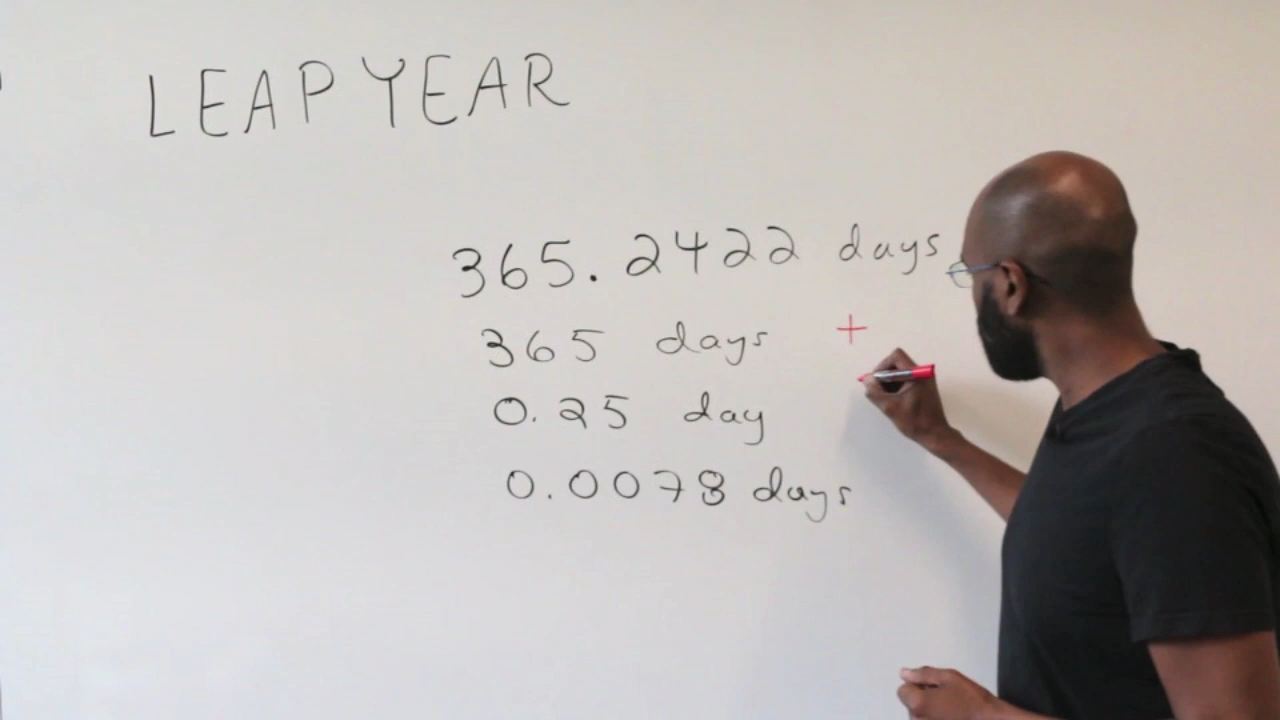 LEAP YEAR
365.2422 days
365 days +
0.25 day
0.0078 days